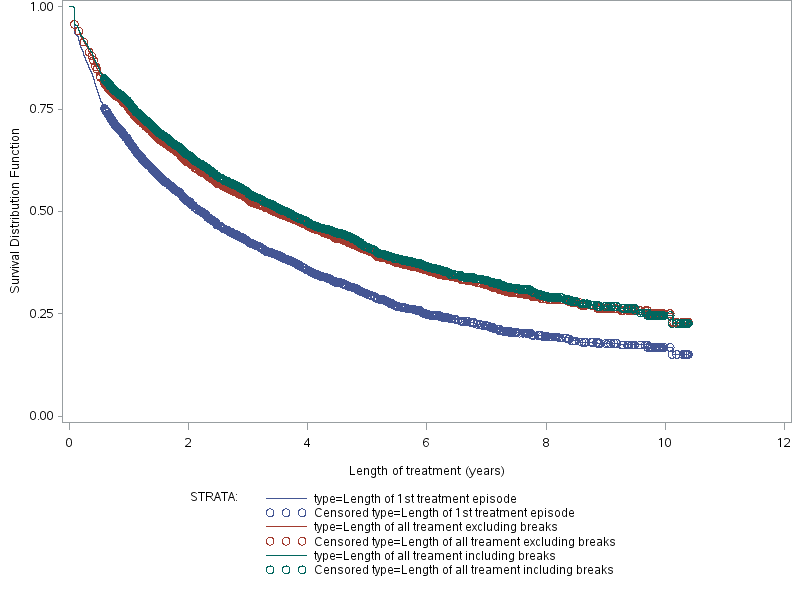 1.00
0.75
0.50
0.25
0.00
Survival Distribution Function
0 2 4 6 8 10 12
Length of treatment (years)
STRATA: type=Length of 1st treatment episode
Censored type=Length of 1st treatment episode
type=Length of all treament excluding breaks
Censored type=Length of all treament excluding breaks
type=Length of all treament including breaks
Censored type=Length of all treament including breaks